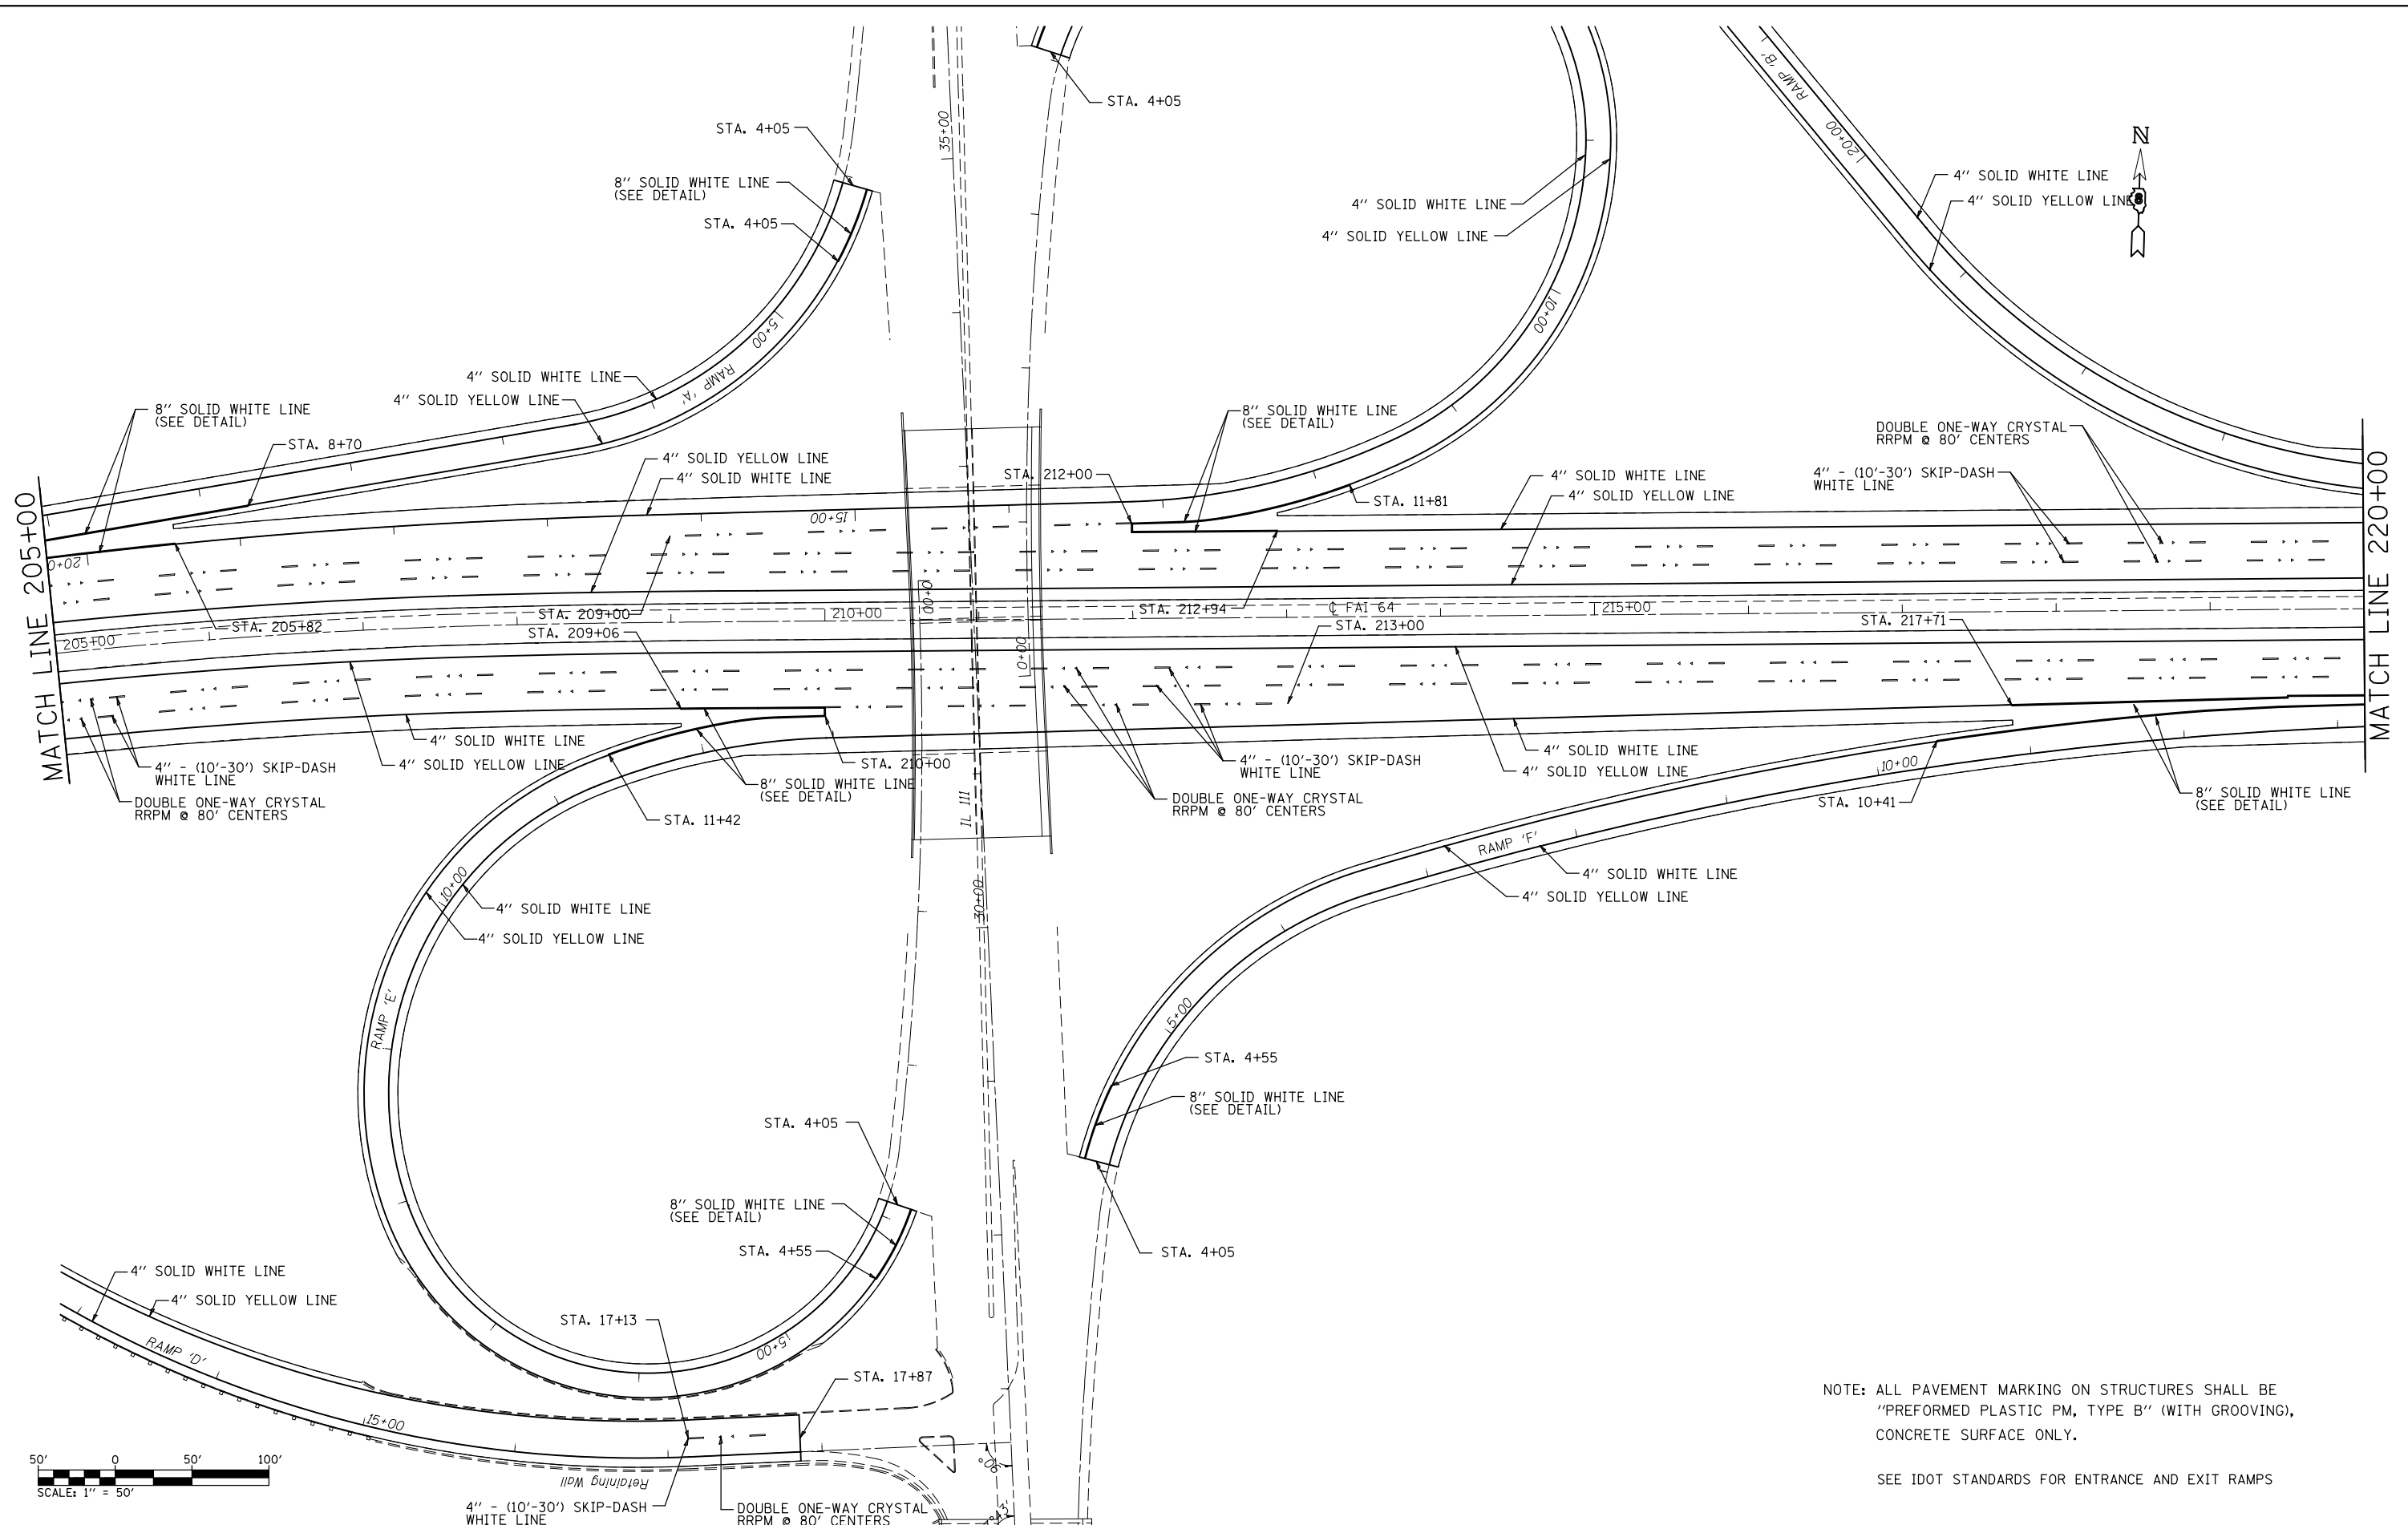 STA. 4+05
STA. 4+05
35+00
8" SOLID WHITE LINE
(SEE DETAIL)
STA. 4+05
RAMP 'B'
20+00
N
4" SOLID WHITE LINE
4" SOLID YELLOW LINE
4" SOLID WHITE LINE
4" SOLID YELLOW LINE
10+00
5+00
RAMP 'A'
4" SOLID WHITE LINE
4" SOLID YELLOW LINE
8" SOLID WHITE LINE
(SEE DETAIL)
STA. 8+70
4" SOLID YELLOW LINE
4" SOLID WHITE LINE
8" SOLID WHITE LINE
(SEE DETAIL)
STA. 212+00
STA. 11+81
4" SOLID WHITE LINE
4" SOLID YELLOW LINE
DOUBLE ONE-WAY CRYSTAL
RRPM @ 80' CENTERS
4" - (10'-30') SKIP-DASH
WHITE LINE
MATCH LINE 205+00
MATCH LINE 220+00
15+00
STA. 205+82
205+00
STA. 209+00
STA. 209+06
210+00
0+00
STA. 212+94
℄ FAI 64
STA. 213+00
215+00
STA. 217+71
4" SOLID WHITE LINE
4" SOLID YELLOW LINE
4" - (10'-30') SKIP-DASH
WHITE LINE
DOUBLE ONE-WAY CRYSTAL
RRPM @ 80' CENTERS
STA. 210+00
8" SOLID WHITE LINE
(SEE DETAIL)
STA. 11+42
IL 111
4" - (10'-30') SKIP-DASH
WHITE LINE
DOUBLE ONE-WAY CRYSTAL
RRPM @ 80' CENTERS
4" SOLID WHITE LINE
4" SOLID YELLOW LINE
10+00
STA. 10+41
8" SOLID WHITE LINE
(SEE DETAIL)
RAMP 'F'
4" SOLID WHITE LINE
4" SOLID YELLOW LINE
10+00
4" SOLID WHITE LINE
4" SOLID YELLOW LINE
30+00
RAMP 'E'
5+00
STA. 4+55
8" SOLID WHITE LINE
(SEE DETAIL)
STA. 4+05
STA. 4+05
8" SOLID WHITE LINE
(SEE DETAIL)
STA. 4+55
4" SOLID WHITE LINE
4" SOLID YELLOW LINE
RAMP 'D'
STA. 17+13
5+00
STA. 17+87
15+00
Retaining Wall
90°
4" - (10'-30') SKIP-DASH
WHITE LINE
DOUBLE ONE-WAY CRYSTAL
RRPM @ 80' CENTERS
50' 0 50' 100'
SCALE: 1" = 50'
NOTE: ALL PAVEMENT MARKING ON STRUCTURES SHALL BE
"PREFORMED PLASTIC PM, TYPE B" (WITH GROOVING),
CONCRETE SURFACE ONLY.
SEE IDOT STANDARDS FOR ENTRANCE AND EXIT RAMPS